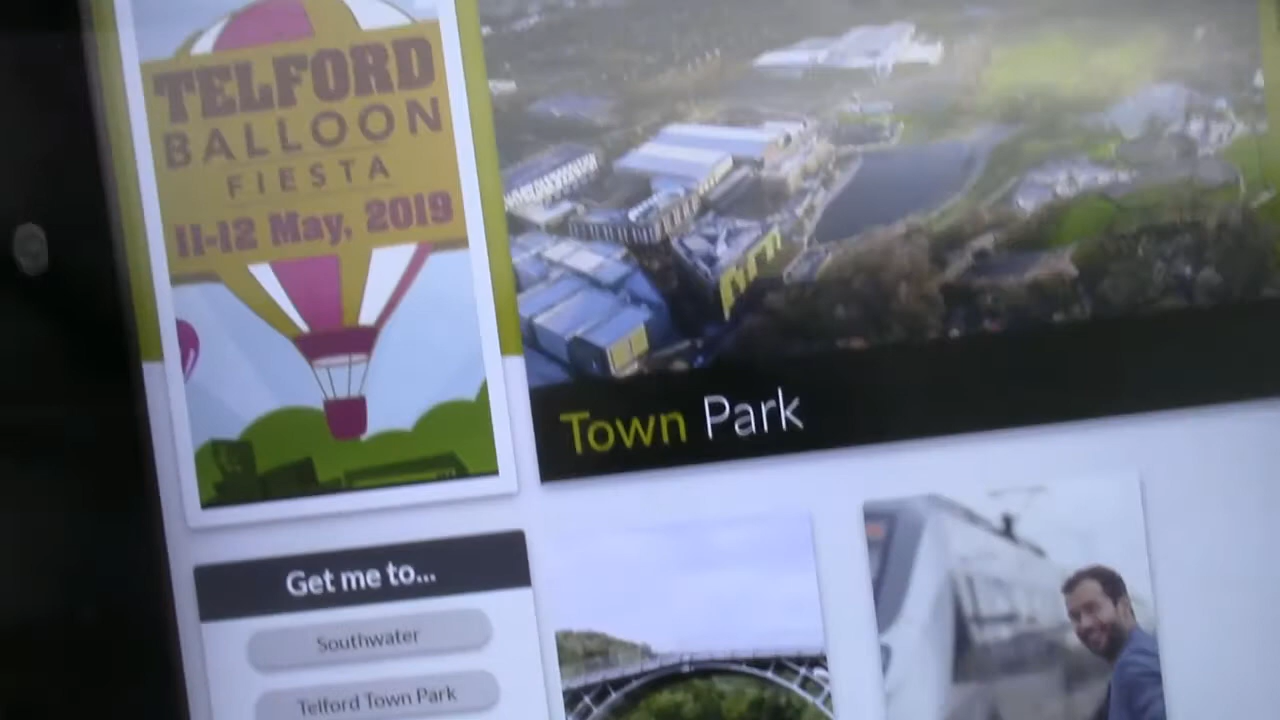 TELFORD
BALLOON
FIESTA
11-12 May, 2019
Town Park
Get me to...
Southwater
Telford Town Park